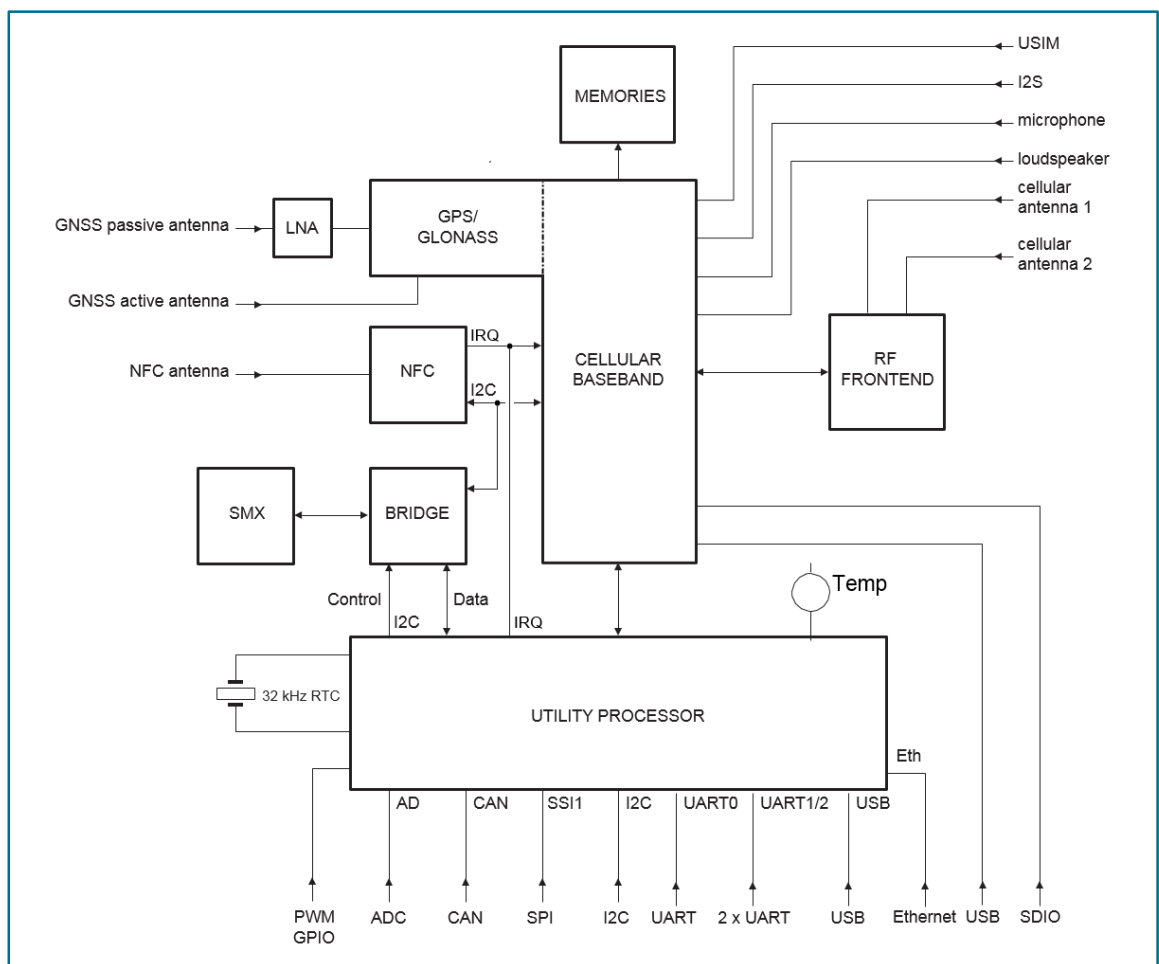 USIM
I2S
MEMORIES
microphone
loudspeaker
cellular
antenna 1
GNSS passive antenna
LNA
GPS/
GLONASS
cellular
antenna 2
GNSS active antenna
IRQ
NFC antenna
NFC
CELLULAR
BASEBAND
RF
FRONTEND
I2C
SMX
BRIDGE
Temp
Control
Data
I2C
IRQ
32 kHz RTC
UTILITY PROCESSOR
Eth
AD
CAN
SSI1
I2C
UART0
UART1/2
USB
PWM
GPIO
ADC
CAN
SPI
I2C
UART
2 x UART
USB
Ethernet
USB
SDIO